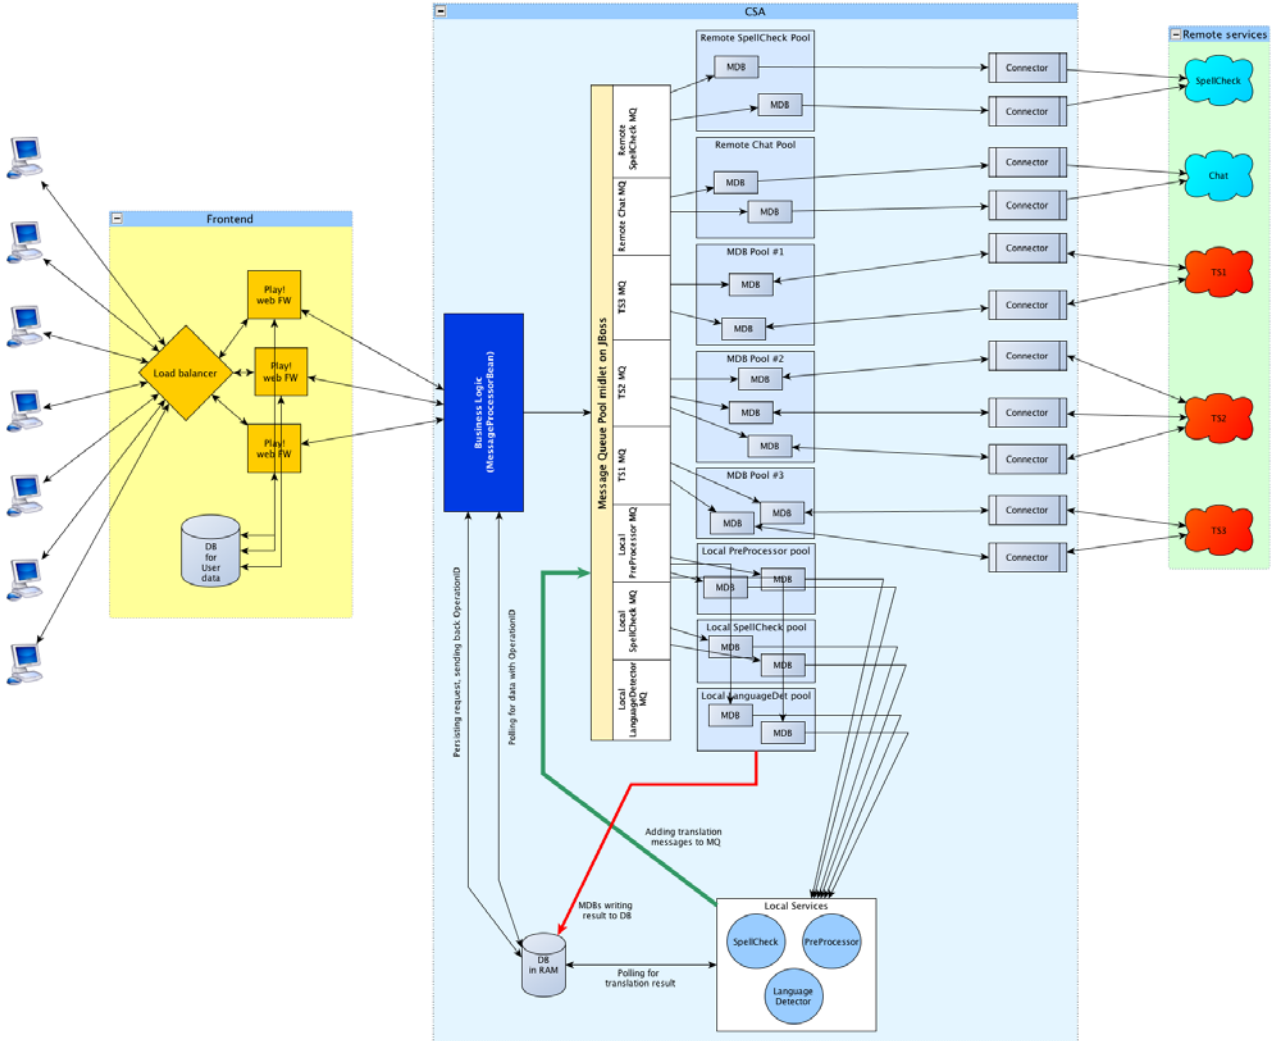 CSA
Remote services
Frontend
Load balancer
Play!
web FW
Play!
web FW
Play!
web FW
DB
for
User
data
Business Logic
(MessageProcessorBean)
Persisting request, sending back OperationID
Polling for data with OperationID
Message Queue Pool midlet on JBoss
Remote
SpellCheck MQ
Remote Chat MQ
TS3 MQ
TS2 MQ
TS1 MQ
Local
PreProcessor MQ
Local
SpellCheck MQ
Local
LanguageDetector
MQ
Remote SpellCheck Pool
MDB
MDB
Remote Chat Pool
MDB
MDB
MDB Pool #1
MDB
MDB
MDB Pool #2
MDB
MDB
MDB
MDB Pool #3
MDB
MDB
Local PreProcessor pool
MDB
MDB
Local SpellCheck pool
MDB
MDB
Local LanguageDet pool
MDB
MDB
Connector
Connector
Connector
Connector
Connector
Connector
Connector
Connector
Connector
Connector
Connector
SpellCheck
Chat
TS1
TS2
TS3
Adding translation
messages to MQ
MDBs writing
result to DB
DB
in RAM
Polling for
translation result
Local Services
SpellCheck
PreProcessor
Language
Detector